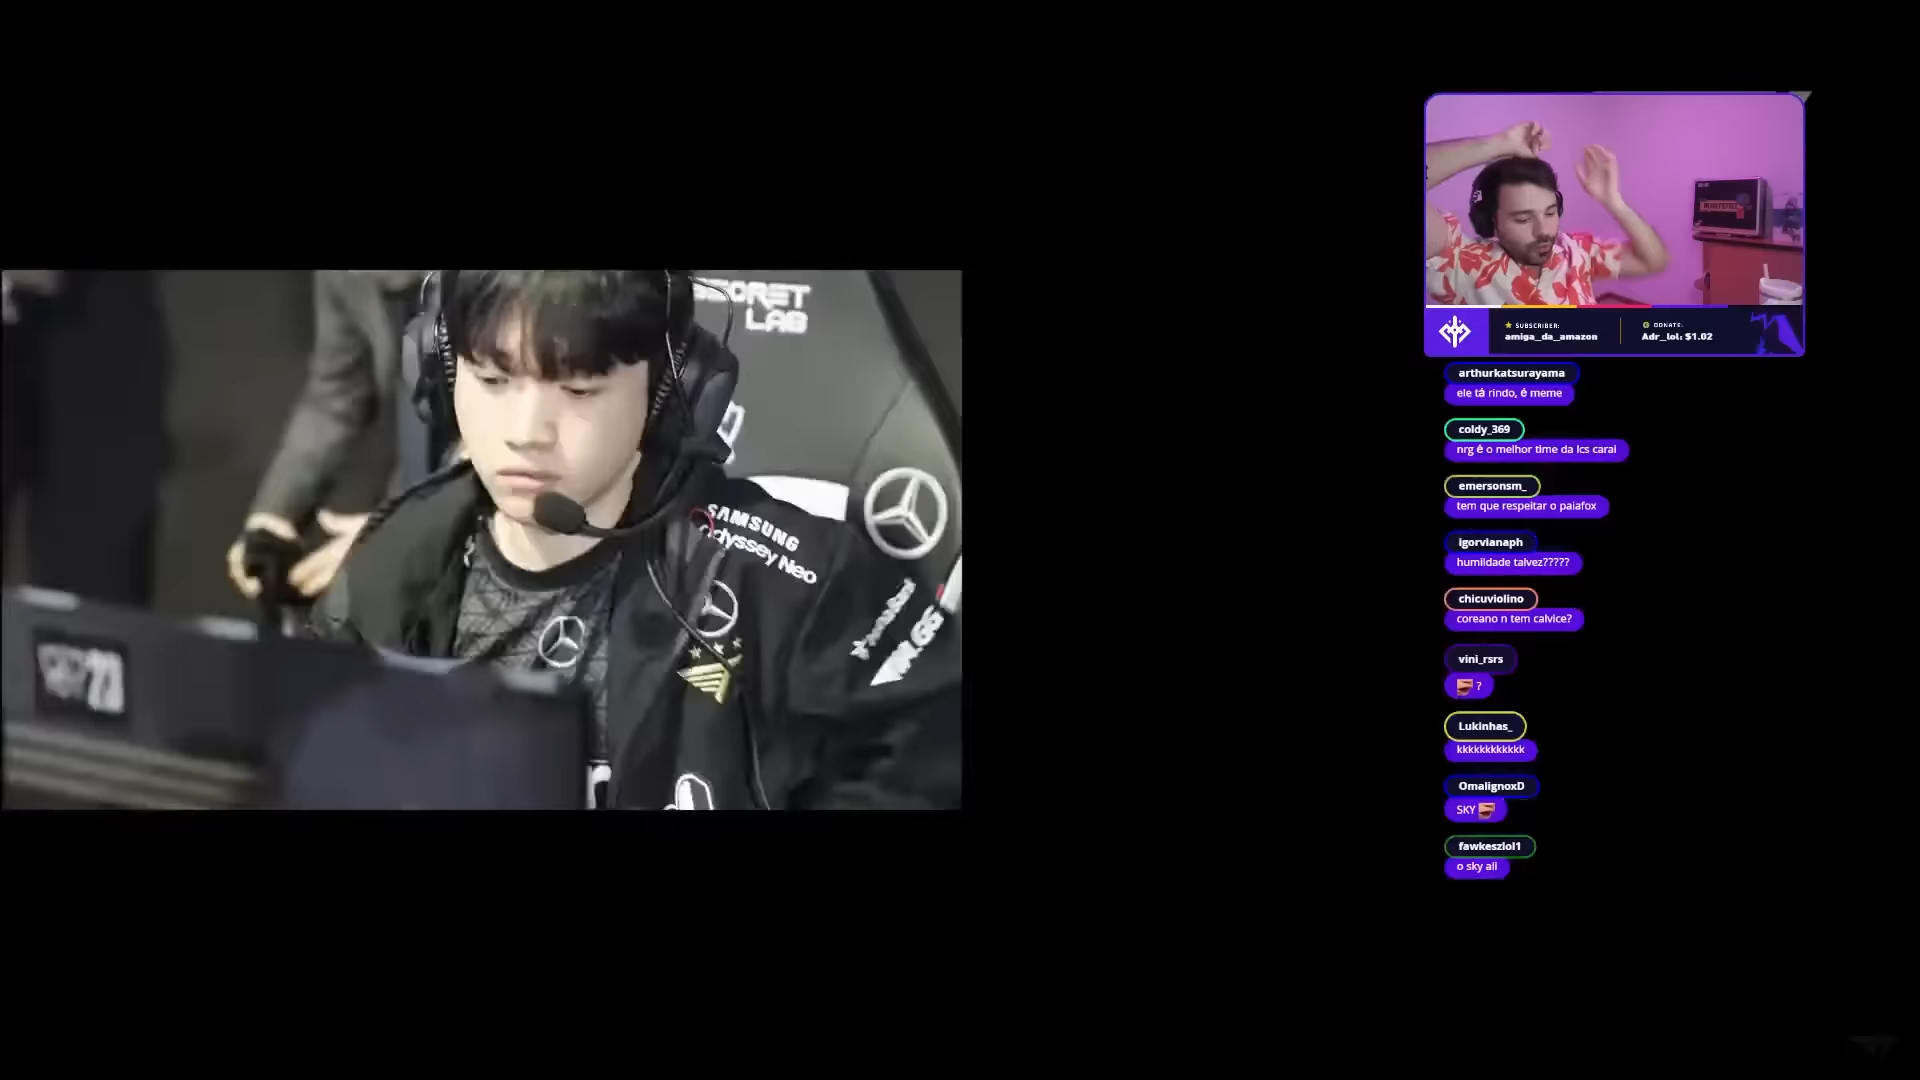 SECRET
LAB
SAMSUNG
Odyssey Neo
SUBSCRIBER:
amiga_da_amazon
DONATE:
Adr_lol: $1.02
arthurkatsurayama
ele tá rindo, é meme
coldy_369
nrg é o melhor time da lcs caral
emersonsm_
tem que respeitar o palafox
igorvianaph
humildade talvez?????
chicuviolino
coreano n tem calvice?
vini_rsrs
?
Lukinhas_
kkkkkkkkkkkk
OmalignoxD
SKY
fawkeszlol1
o sky ali